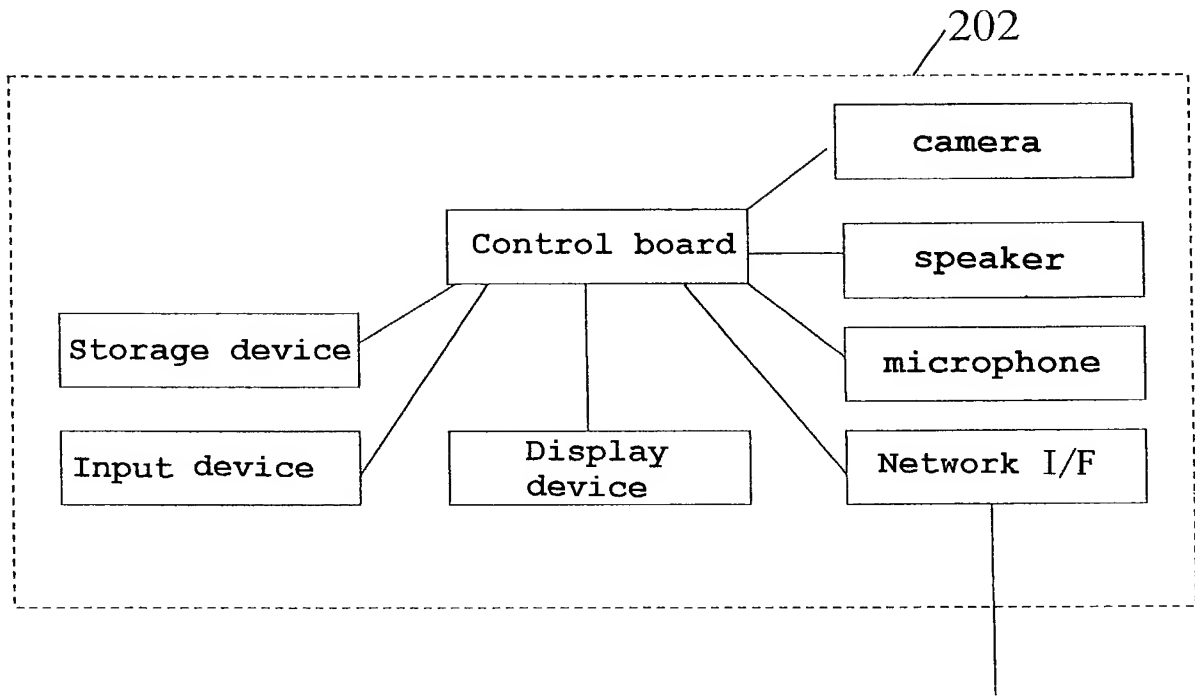 202
camera
Control board
speaker
Storage device
microphone
Input device
Display
device
Network I/F